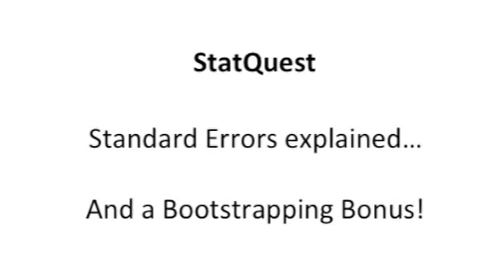 StatQuest
Standard Errors explained...
And a Bootstrapping Bonus!